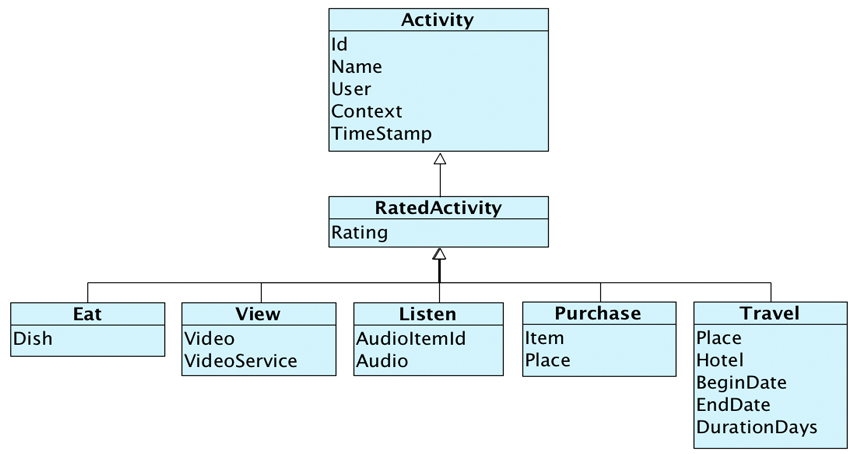 Activity
Id
Name
User
Context
TimeStamp
RatedActivity
Rating
Eat
Dish
View
Video
VideoService
Listen
AudioItemId
Audio
Purchase
Item
Place
Travel
Place
Hotel
BeginDate
EndDate
DurationDays